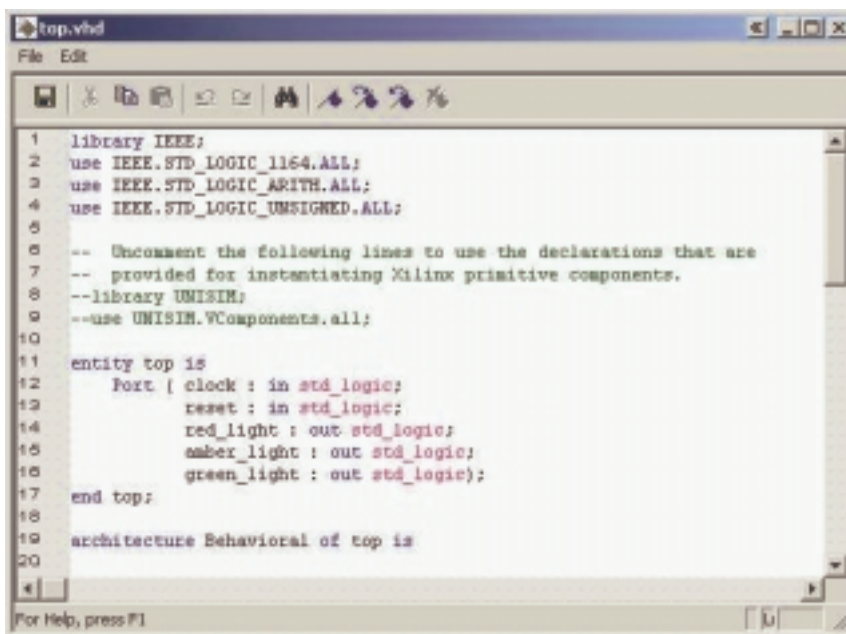 top.vhd
File Edit
1 library IEEE;
2 use IEEE.STD_LOGIC_1164.ALL;
3 use IEEE.STD_LOGIC_ARITH.ALL;
4 use IEEE.STD_LOGIC_UNSIGNED.ALL;
5
6 -- Uncomment the following lines to use the declarations that are
7 -- provided for instantiating Xilinx primitive components.
8 --library UNISIM;
9 --use UNISIM.VComponents.all;
10
11 entity top is
12 Port ( clock : in std_logic;
13 reset : in std_logic;
14 red_light : out std_logic;
15 amber_light : out std_logic;
16 green_light : out std_logic);
17 end top;
18
19 architecture Behavioral of top is
20
For Help, press F1